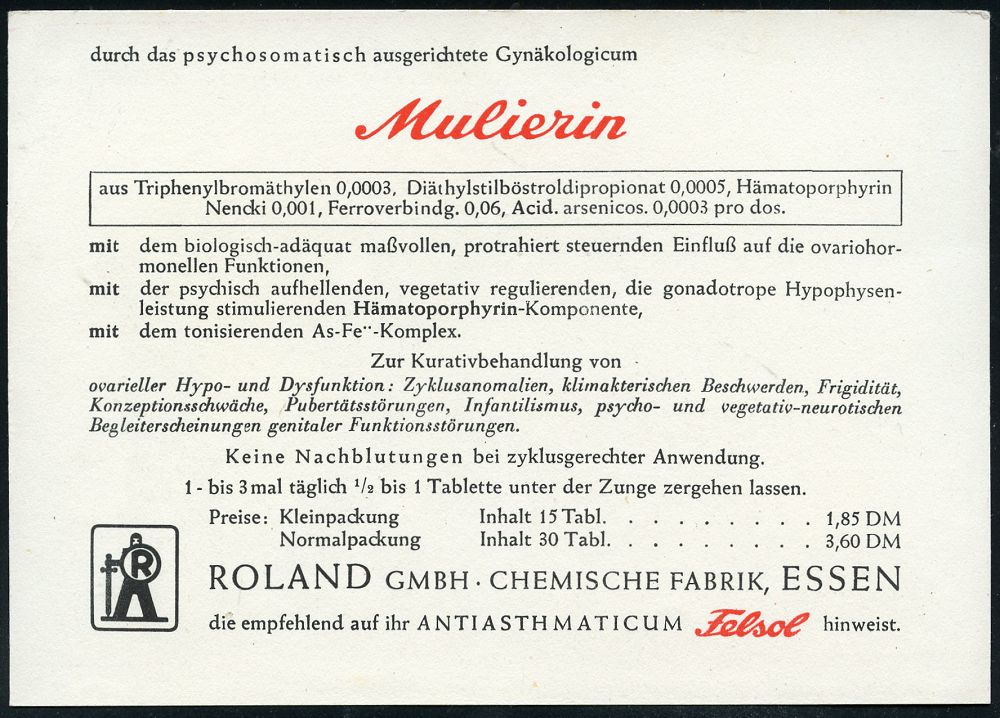 durch das psychosomatisch ausgerichtete Gynäkologicum
Mulierin
aus Triphenylbromäthylen 0,0003, Diäthylstilböstroldipropionat 0,0005, Hämatoporphyrin
Nencki 0,001, Ferroverbindg. 0,06, Acid. arsenicos. 0,0003 pro dos.
mit dem biologisch-adäquat maßvollen, protrahiert steuernden Einfluß auf die ovariohor-
monellen Funktionen,
mit der psychisch aufhellenden, vegetativ regulierenden, die gonadotrope Hypophysen-
leistung stimulierenden Hämatoporphyrin-Komponente,
mit dem tonisierenden As-Fe¨-Komplex.
Zur Kurativbehandlung von
ovarieller Hypo- und Dysfunktion: Zyklusanomalien, klimakterischen Beschwerden, Frigidität,
Konzeptionsschwäche, Pubertätsstörungen, Infantilismus, psycho- und vegetativ-neurotischen
Begleiterscheinungen genitaler Funktionsstörungen.
Keine Nachblutungen bei zyklusgerechter Anwendung.
1- bis 3mal täglich 1/2 bis 1 Tablette unter der Zunge zergehen lassen.
Preise: Kleinpackung Inhalt 15 Tabl. . . . . . . . . . 1,85 DM
Normalpackung Inhalt 30 Tabl. . . . . . . . . . 3,60 DM
R
ROLAND GMBH · CHEMISCHE FABRIK, ESSEN
die empfehlend auf ihr ANTIASTHMATICUM Felsol hinweist.